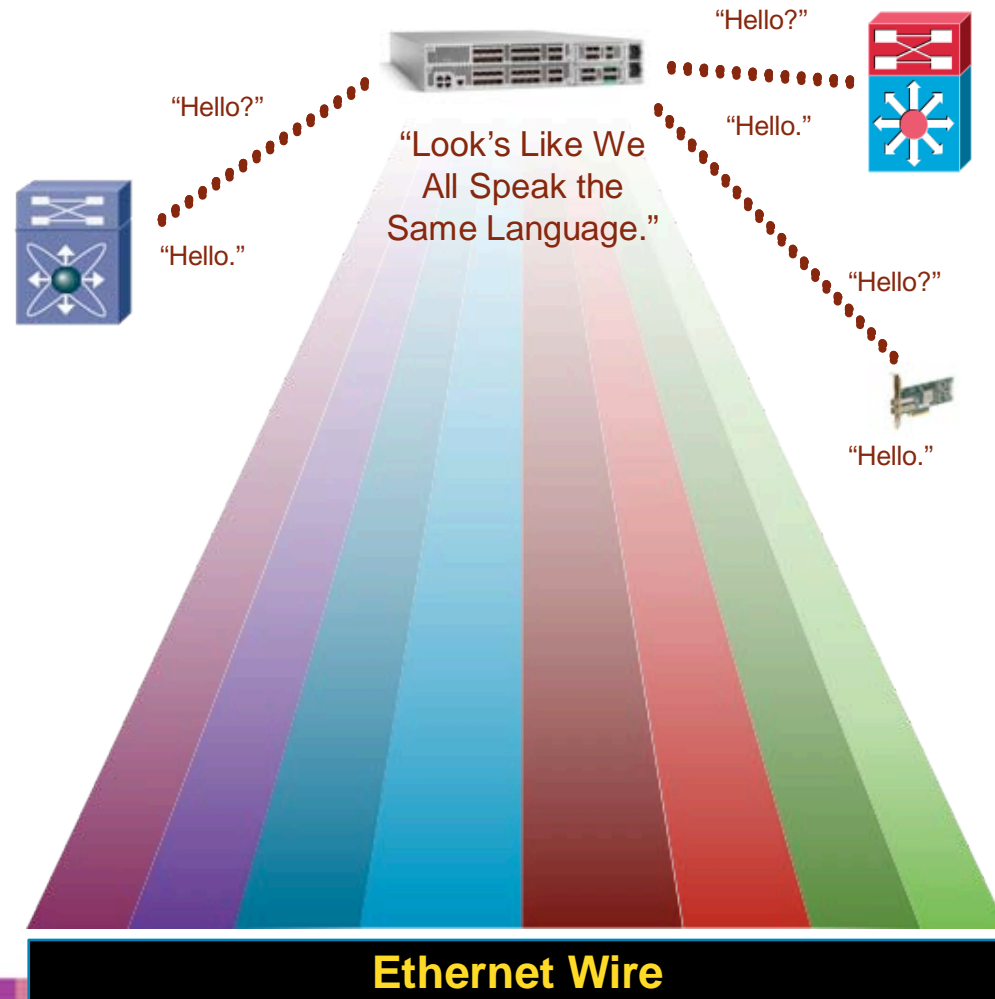 “Hello?”
“Hello?”
“Hello.”
“Look’s Like We
All Speak the
Same Language.”
“Hello.”
“Hello?”
“Hello.”
Ethernet Wire